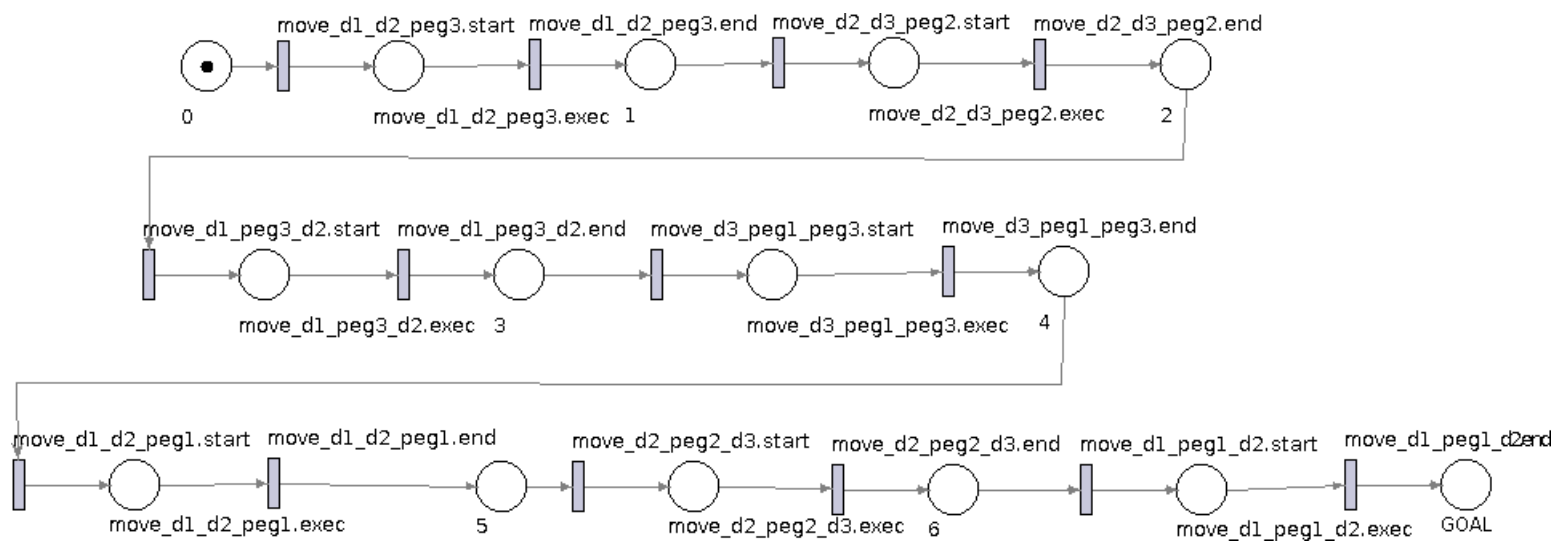 move_d1_d2_peg3.start move_d1_d2_peg3.end move_d2_d3_peg2.start move_d2_d3_peg2.end
0 move_d1_d2_peg3.exec 1 move_d2_d3_peg2.exec 2
move_d1_peg3_d2.start move_d1_peg3_d2.end move_d3_peg1_peg3.start move_d3_peg1_peg3.end
move_d1_peg3_d2.exec 3 move_d3_peg1_peg3.exec 4
move_d1_d2_peg1.start move_d1_d2_peg1.end move_d2_peg2_d3.start move_d2_peg2_d3.end move_d1_peg1_d2.start move_d1_peg1_d2end
move_d1_d2_peg1.exec 5 move_d2_peg2_d3.exec 6 move_d1_peg1_d2.exec GOAL